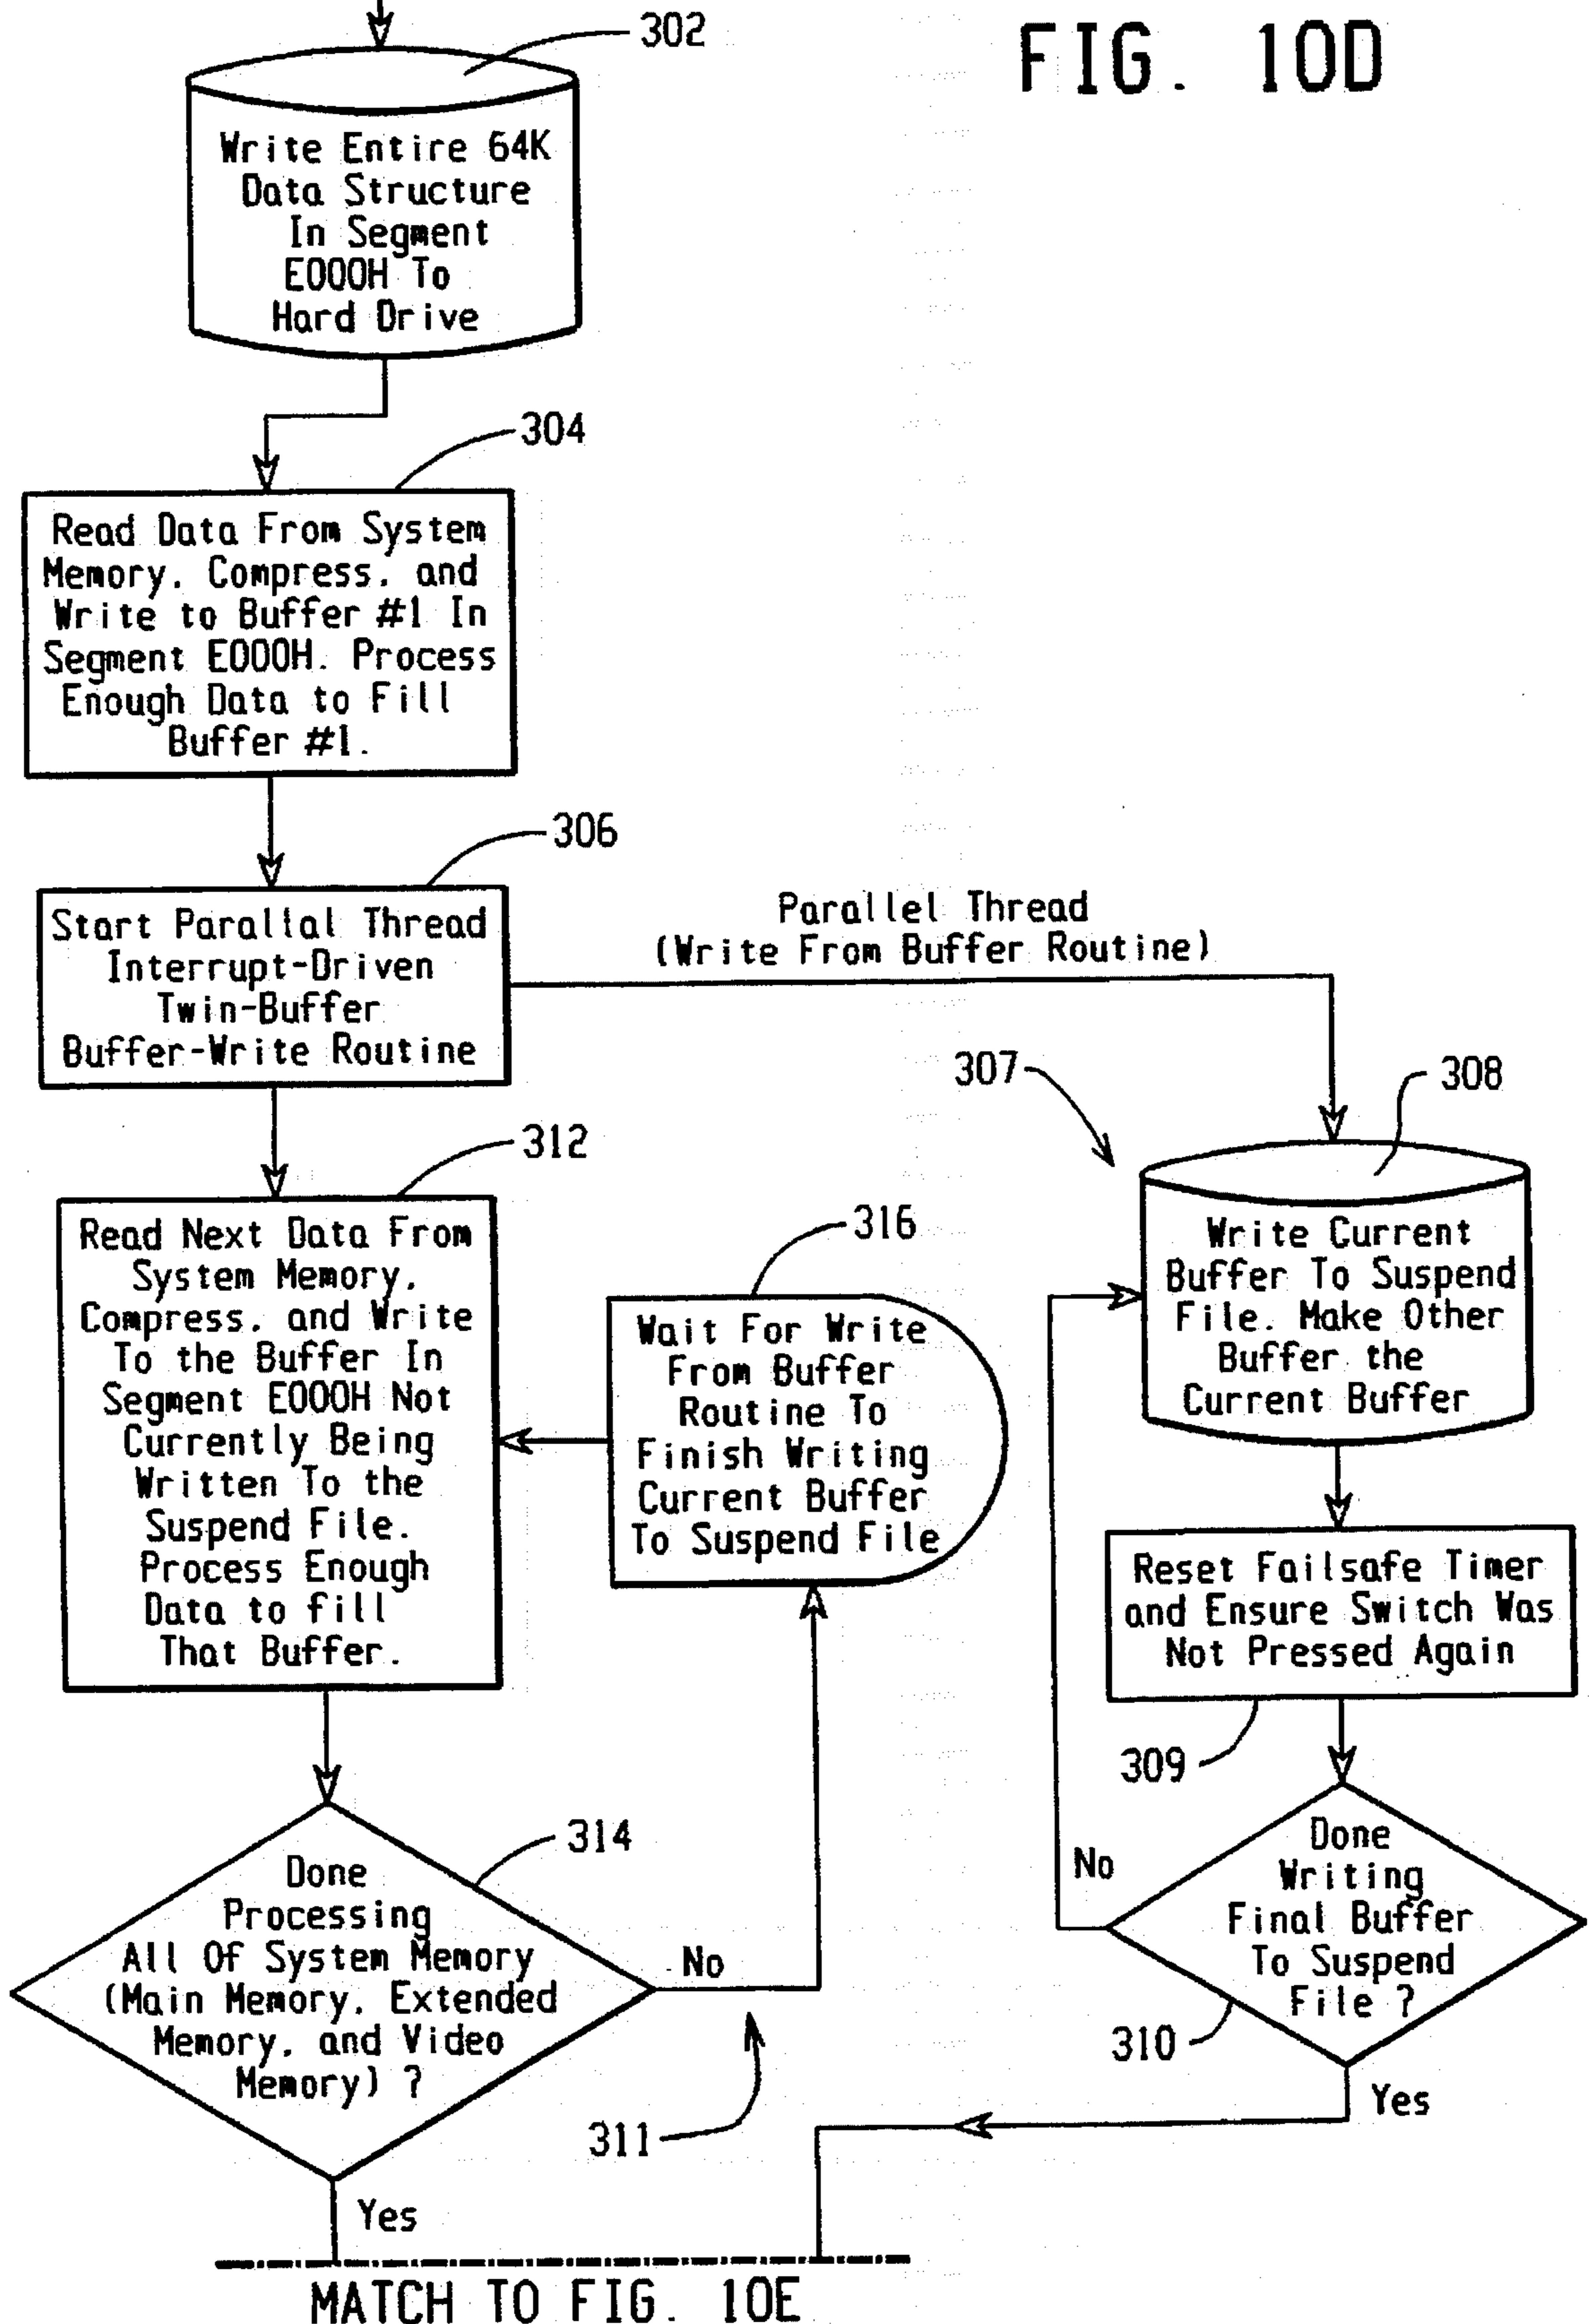 FIG. 10D
302
Write Entire 64K
Data Structure
In Segment
E000H To
Hard Drive
304
Read Data From System
Memory, Compress, and
Write to Buffer #1 In
Segment E000H. Process
Enough Data to Fill
Buffer #1.
306
Start Parallal Thread
Interrupt-Driven
Twin-Buffer
Buffer-Write Routine
Parallel Thread
(Write From Buffer Routine)
307
308
Write Current
Buffer To Suspend
File. Make Other
Buffer the
Current Buffer
312
Read Next Data From
System Memory,
Compress, and Write
To the Buffer In
Segment E000H Not
Currently Being
Written To the
Suspend File.
Process Enough
Data to fill
That Buffer.
316
Wait For Write
From Buffer
Routine To
Finish Writing
Current Buffer
To Suspend File
Reset Failsafe Timer
and Ensure Switch Was
Not Pressed Again
309
314
Done
Processing
All Of System Memory
(Main Memory, Extended
Memory, and Video
Memory) ?
No
311
Yes
Done
Writing
Final Buffer
To Suspend
File ?
No
310
Yes
MATCH TO FIG. 10E